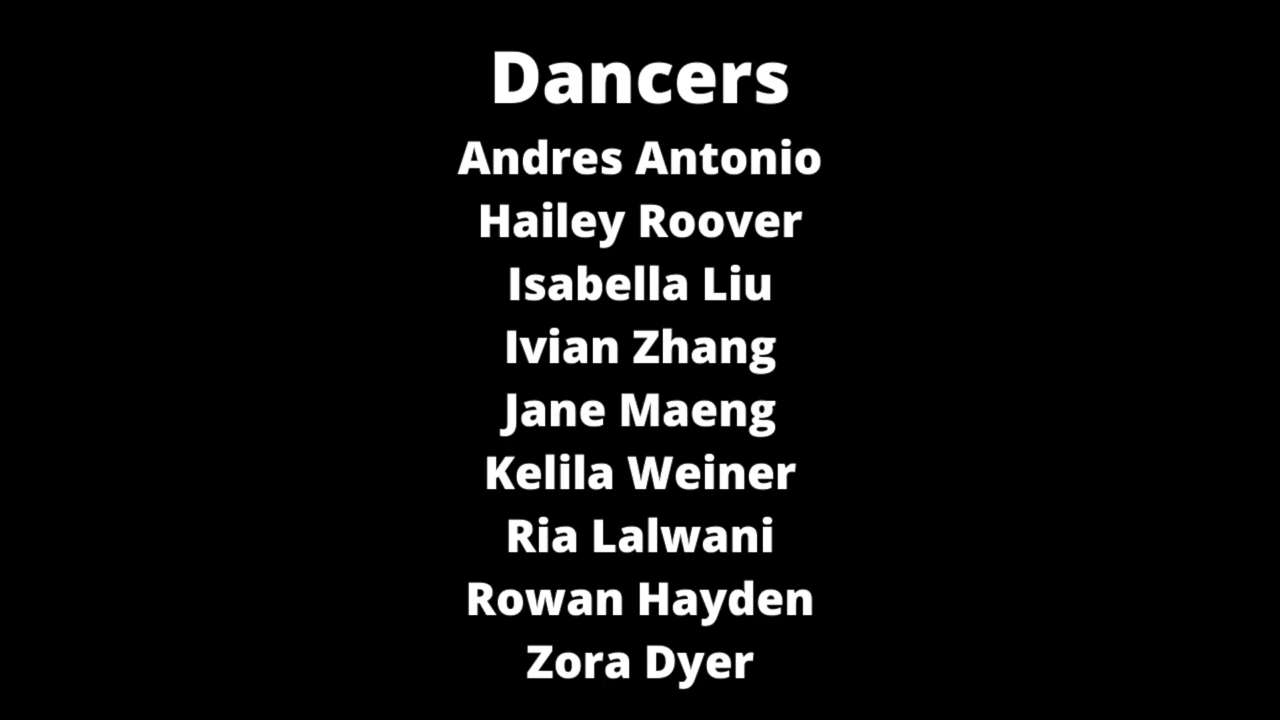 Dancers
Andres Antonio
Hailey Roover
Isabella Liu
Ivian Zhang
Jane Maeng
Kelila Weiner
Ria Lalwani
Rowan Hayden
Zora Dyer